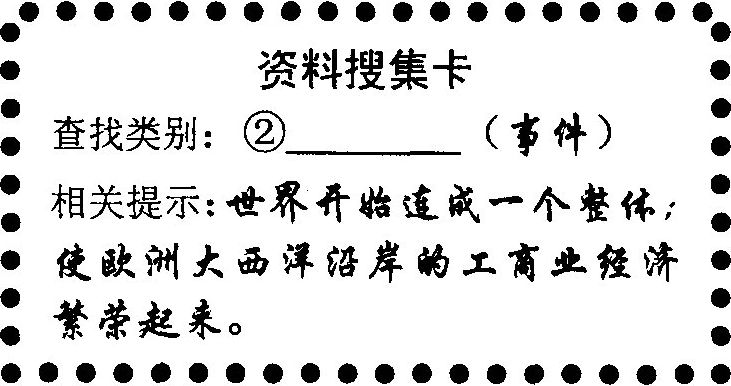 资料搜集卡
查找类别：②________（事件）
相关提示：世界开始连成一个整体；
使欧洲大西洋沿岸的工商业经济
繁荣起来。